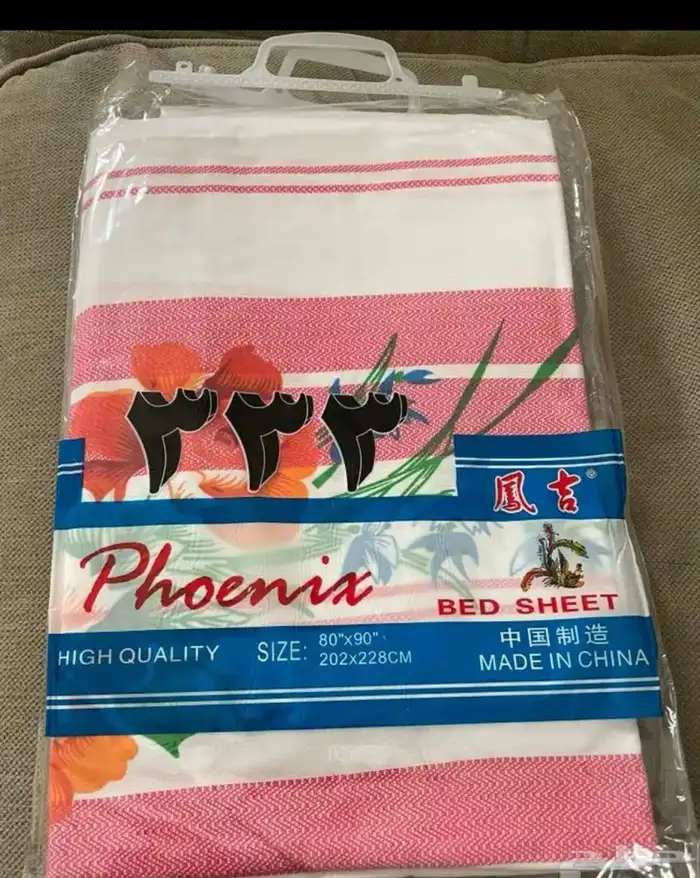 ٣٣٣
鳳吉®
Phoenix
BED SHEET
HIGH QUALITY
SIZE: 80"x90"
202x228CM
中国制造
MADE IN CHINA